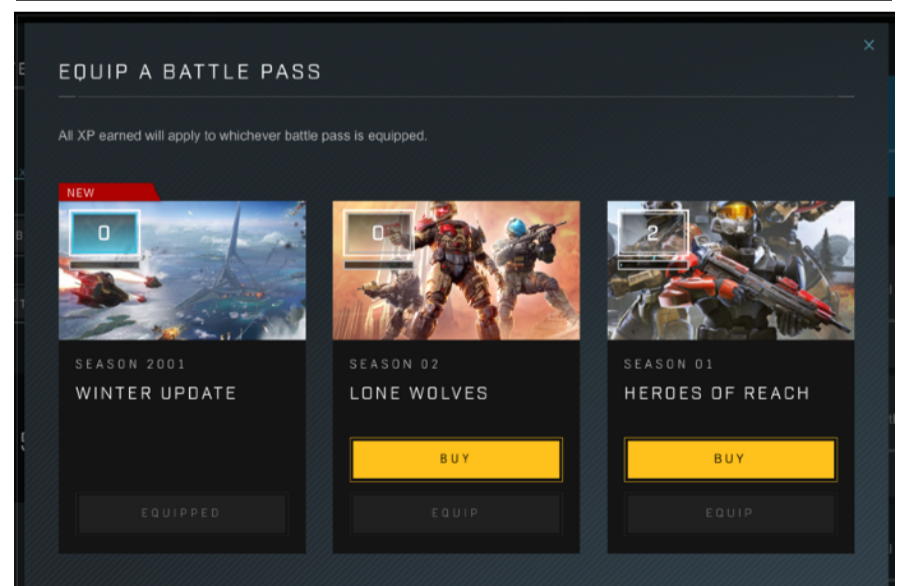 EQUIP A BATTLE PASS
All XP earned will apply to whichever battle pass is equipped.
NEW
0
SEASON 2001
WINTER UPDATE
EQUIPPED
0
SEASON 02
LONE WOLVES
BUY
EQUIP
2
SEASON 01
HEROES OF REACH
BUY
EQUIP